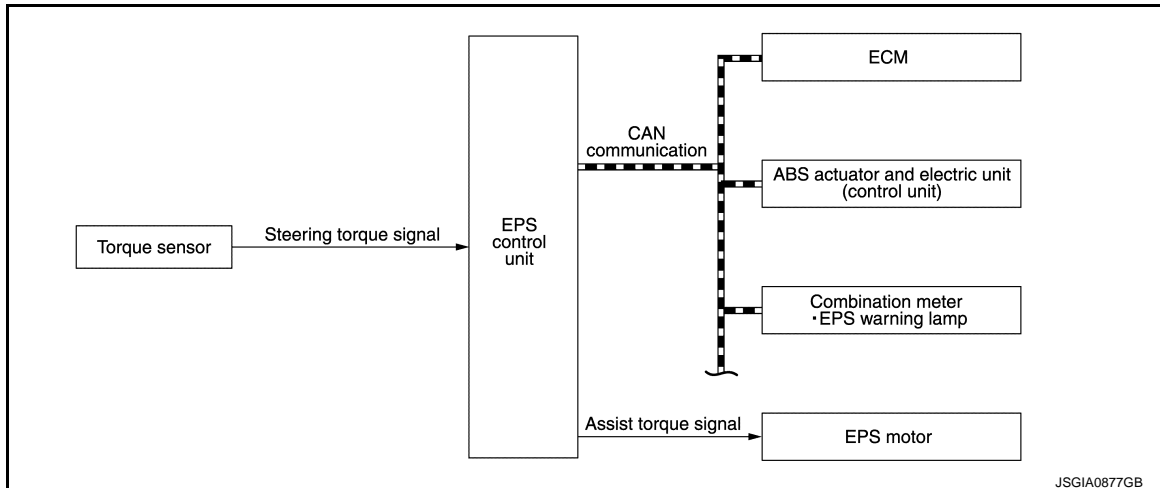 ECM
CAN
communication
ABS actuator and electric unit
(control unit)
Torque sensor
Steering torque signal
EPS
control
unit
Combination meter
·EPS warning lamp
Assist torque signal
EPS motor
JSGIA0877GB